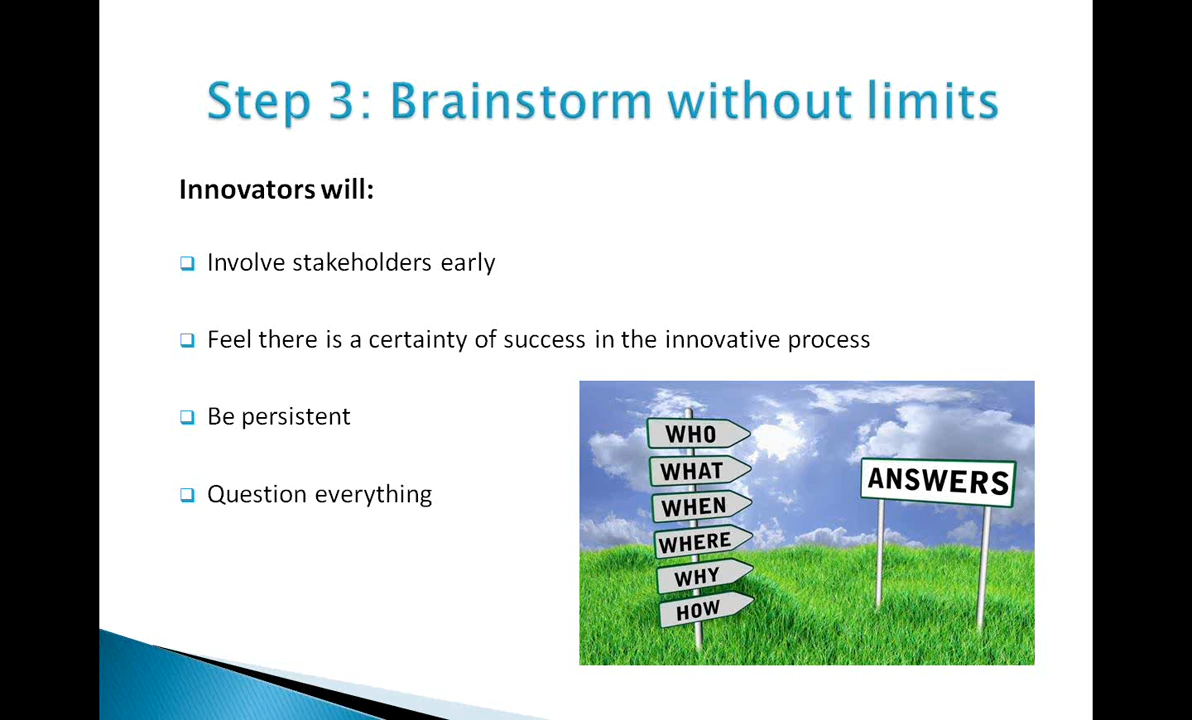 Step 3: Brainstorm without limits
Innovators will:
Involve stakeholders early
Feel there is a certainty of success in the innovative process
Be persistent
Question everything
WHO
WHAT
WHEN
WHERE
WHY
HOW
ANSWERS